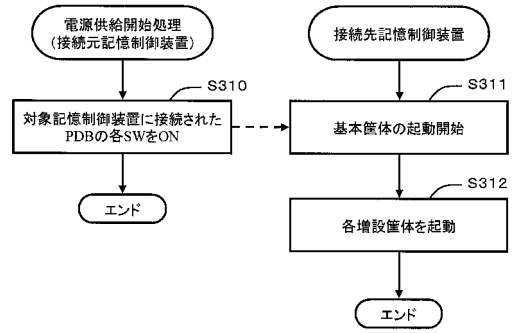 電源供給開始処理
(接続元記憶制御装置)
S310
対象記憶制御装置に接続された
PDBの各SWをON
エンド
接続先記憶制御装置
S311
基本筐体の起動開始
S312
各増設筐体を起動
エンド